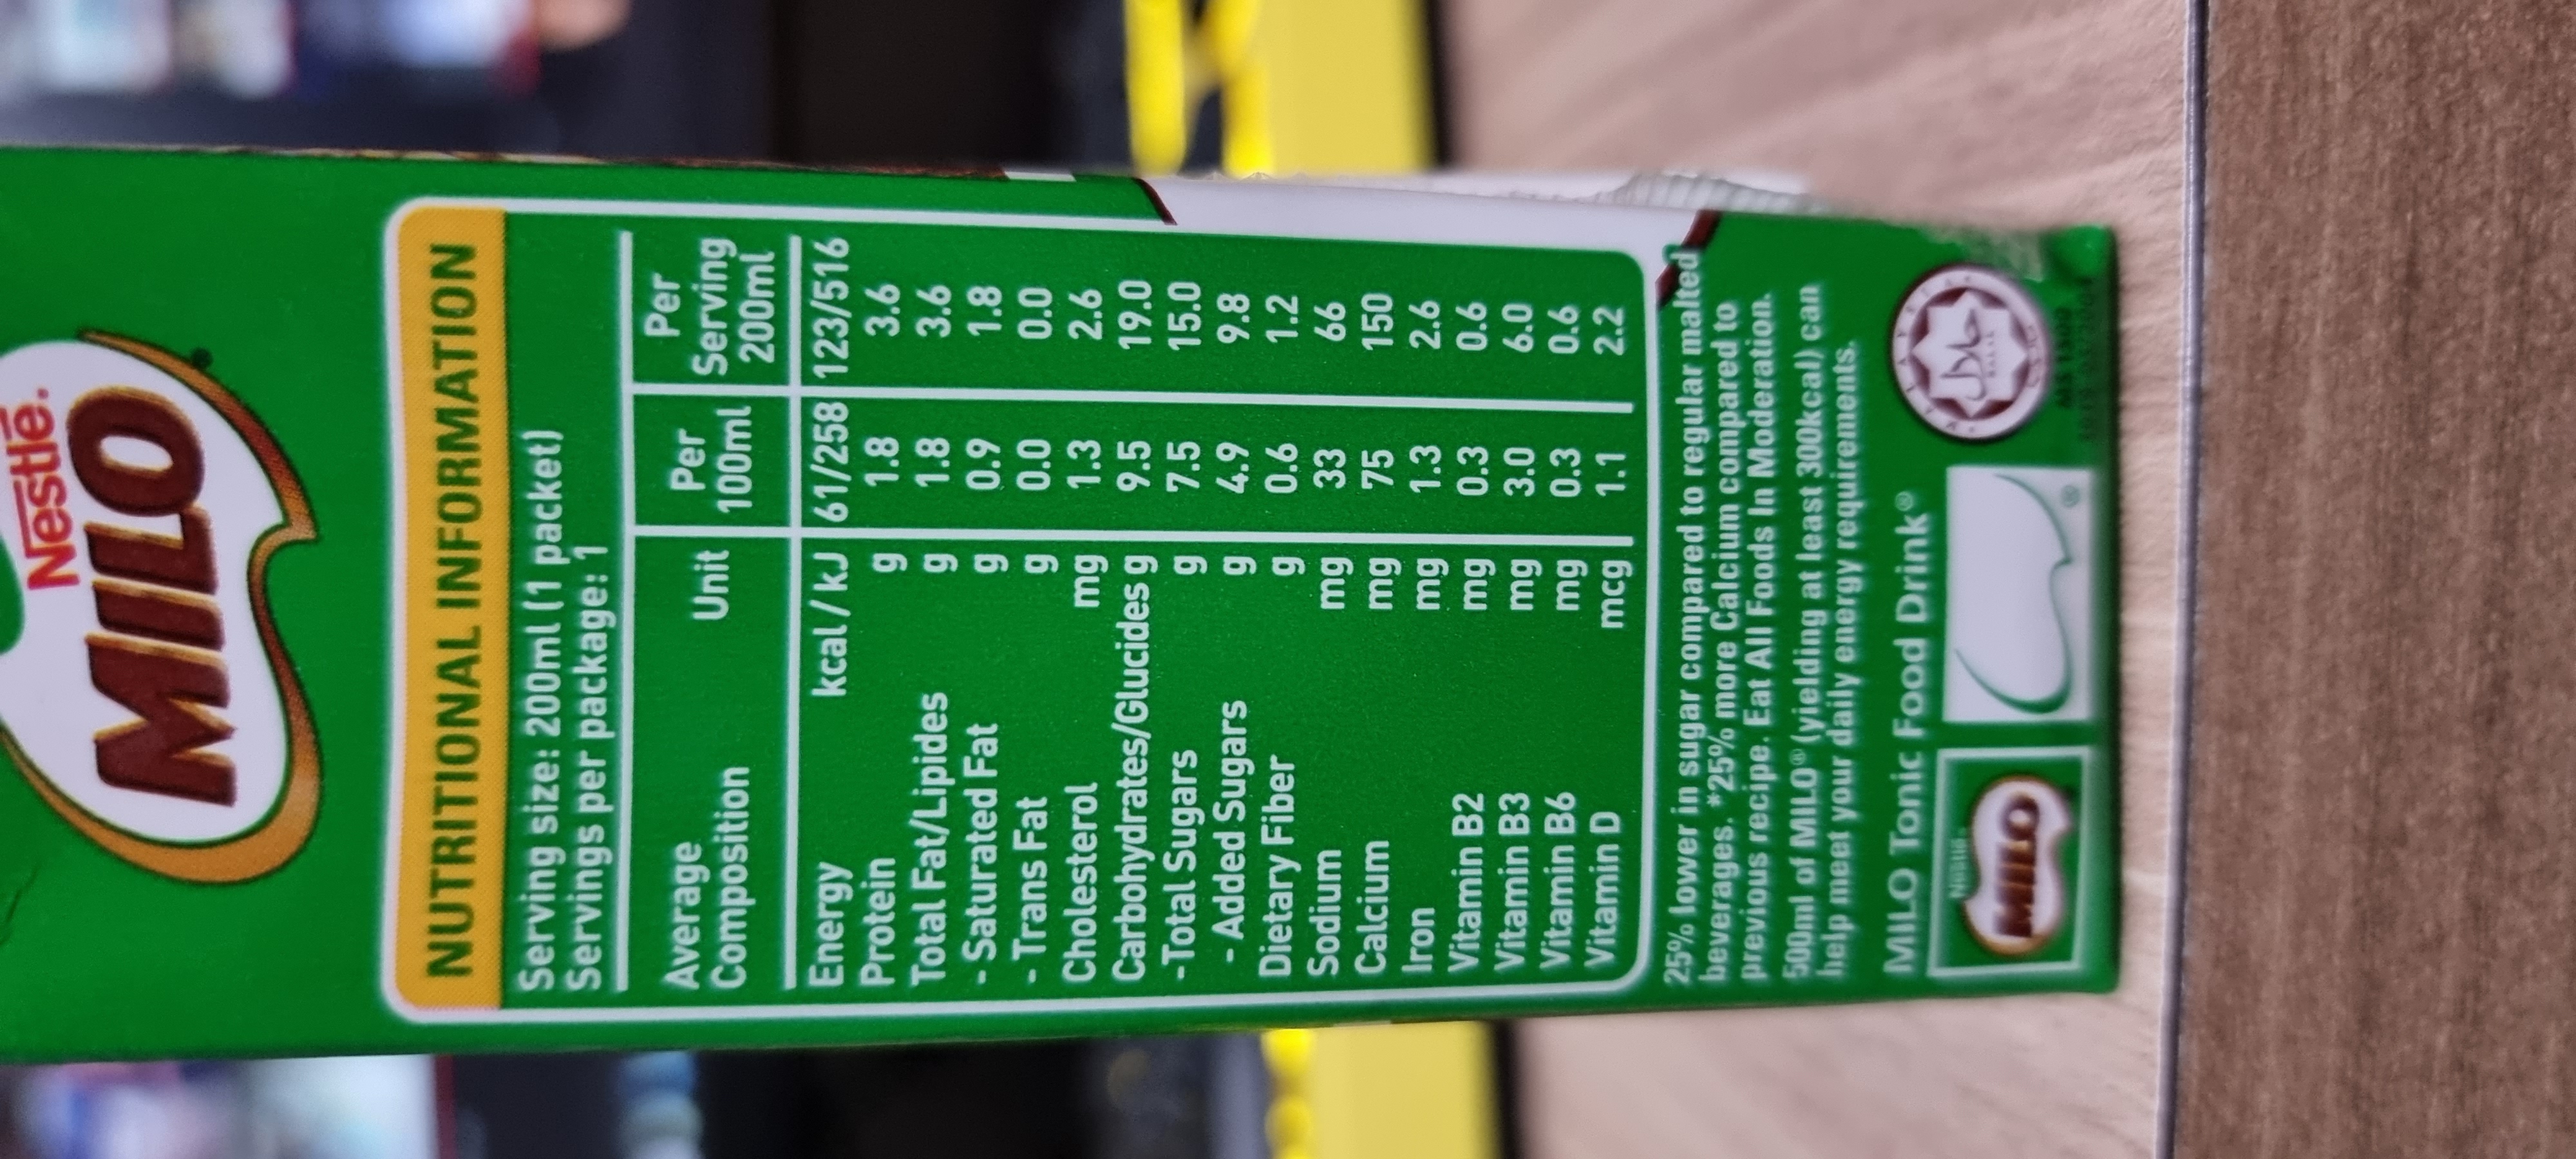 Nestlé.
MILO
NUTRITIONAL INFORMATION
Serving size: 200ml (1 packet)
Servings per package: 1
Average Composition Unit Per 100ml Per Serving 200ml
Energy kcal / kJ 61/258 123/516
Protein g 1.8 3.6
Total Fat/Lipides g 1.8 3.6
- Saturated Fat g 0.9 1.8
- Trans Fat g 0.0 0.0
Cholesterol mg 1.3 2.6
Carbohydrates/Glucides g 9.5 19.0
-Total Sugars g 7.5 15.0
- Added Sugars g 4.9 9.8
Dietary Fiber g 0.6 1.2
Sodium mg 33 66
Calcium mg 75 150
Iron mg 1.3 2.6
Vitamin B2 mg 0.3 0.6
Vitamin B3 mg 3.0 6.0
Vitamin B6 mg 0.3 0.6
Vitamin D mcg 1.1 2.2
25% lower in sugar compared to regular malted
beverages. *25% more Calcium compared to
previous recipe. Eat All Foods In Moderation.
500ml of MILO® (yielding at least 300kcal) can
help meet your daily energy requirements.
MILO Tonic Food Drink®
Nestlé.
MILO
®
MALAYSIA
حلال
HALAL
MS 1500